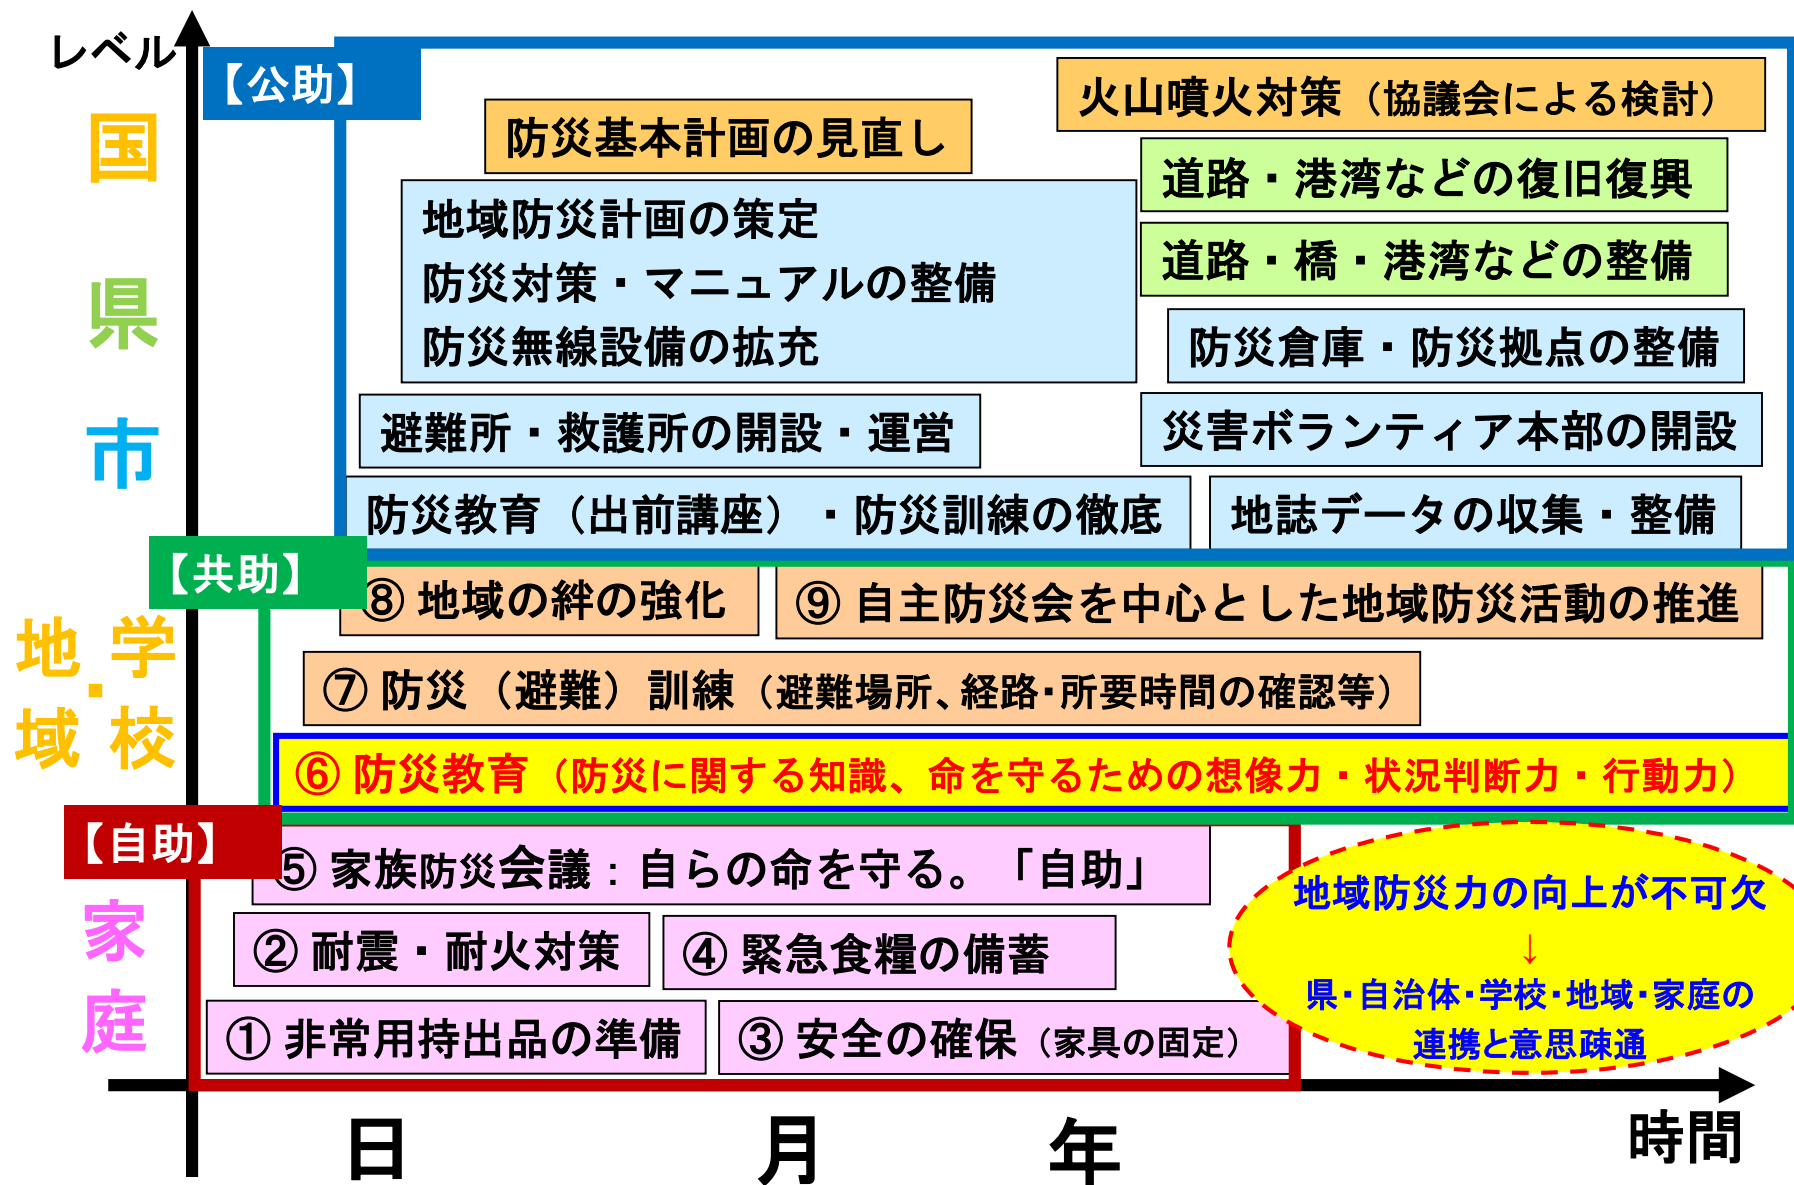 レベル
【公助】
火山噴火対策（協議会による検討）
防災基本計画の見直し
道路・港湾などの復旧復興
地域防災計画の策定
防災対策・マニュアルの整備
防災無線設備の拡充
道路・橋・港湾などの整備
防災倉庫・防災拠点の整備
避難所・救護所の開設・運営
災害ボランティア本部の開設
防災教育（出前講座）・防災訓練の徹底
地誌データの収集・整備
国
県
市
【共助】
⑧ 地域の絆の強化
⑨ 自主防災会を中心とした地域防災活動の推進
⑦ 防災（避難）訓練（避難場所、経路・所要時間の確認等）
⑥ 防災教育（防災に関する知識、命を守るための想像力・状況判断力・行動力）
学校・地域
【自助】
⑤ 家族防災会議：自らの命を守る。「自助」
② 耐震・耐火対策
④ 緊急食糧の備蓄
① 非常用持出品の準備
③ 安全の確保（家具の固定）
家庭
地域防災力の向上が不可欠
↓
県・自治体・学校・地域・家庭の
連携と意思疎通
日
月
年
時間